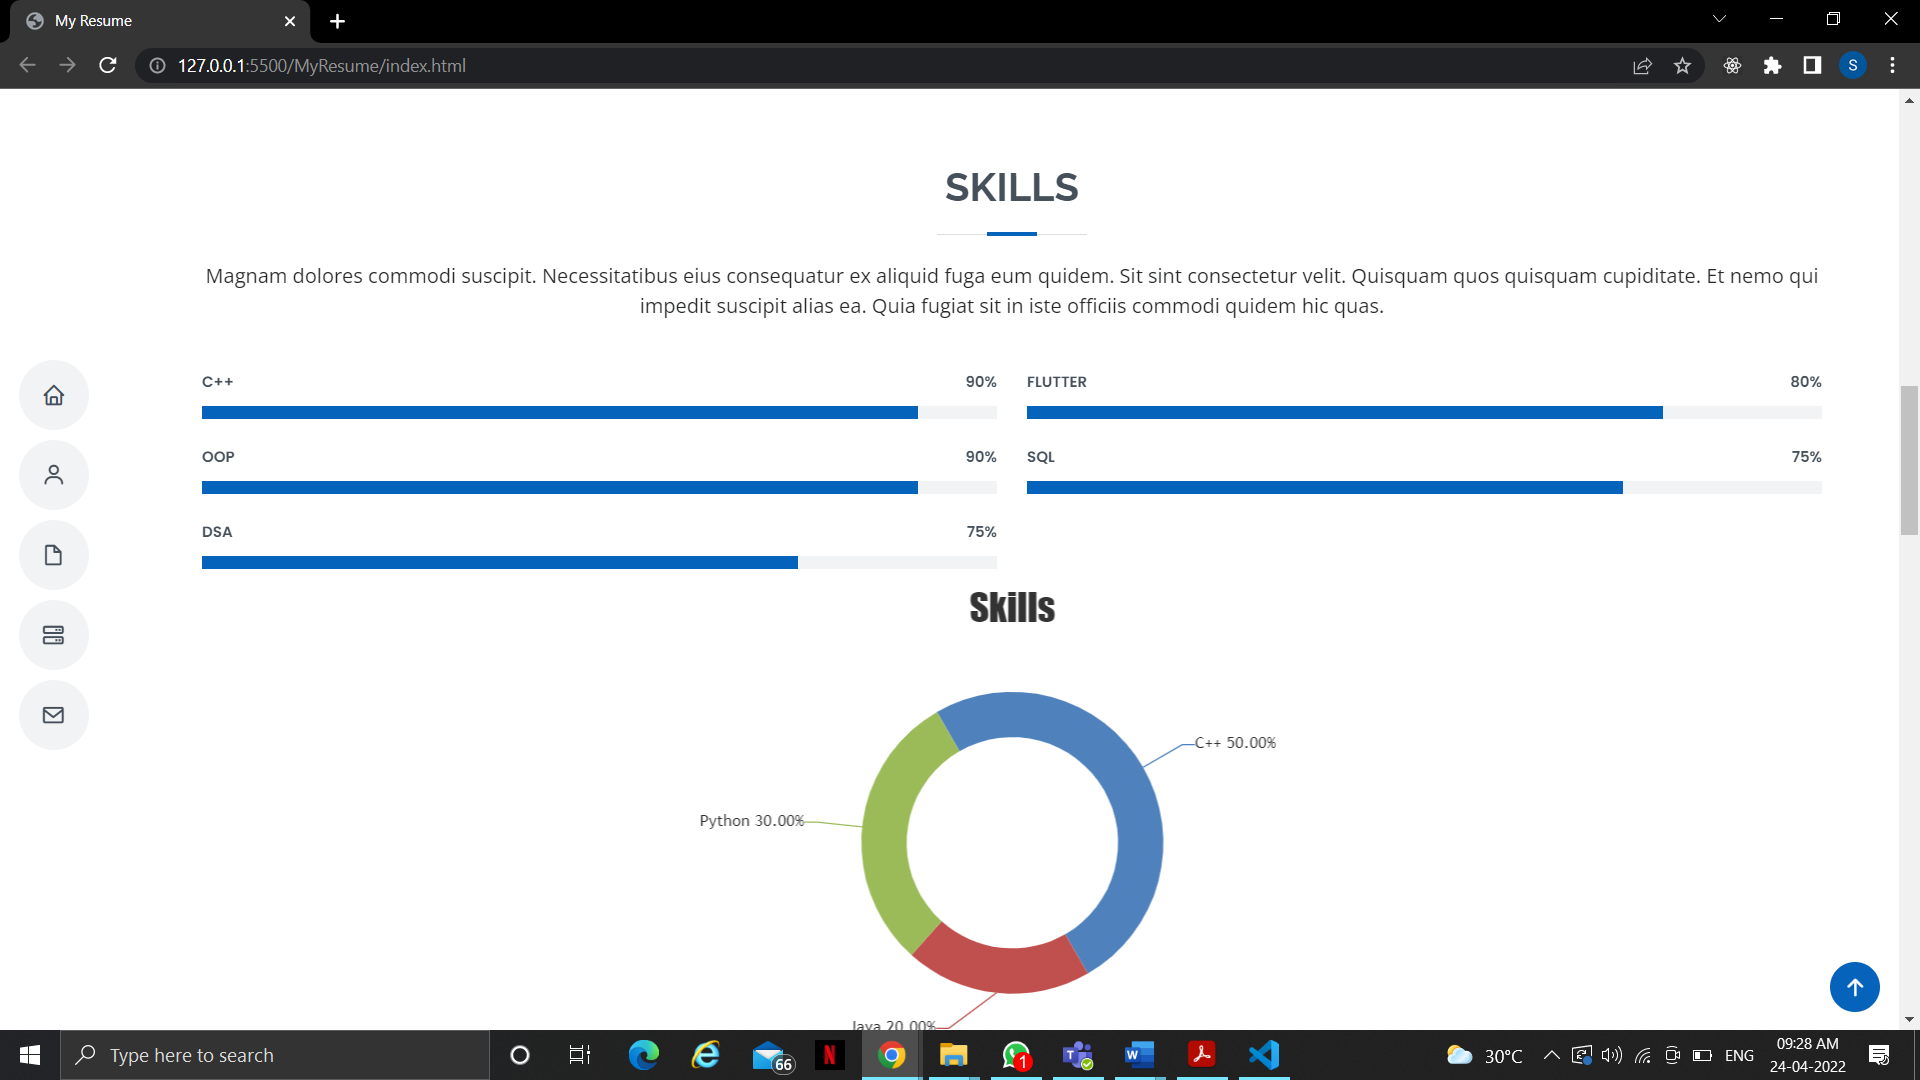 My Resume
127.0.0.1:5500/MyResume/index.html
S
SKILLS
Magnam dolores commodi suscipit. Necessitatibus eius consequatur ex aliquid fuga eum quidem. Sit sint consectetur velit. Quisquam quos quisquam cupiditate. Et nemo qui
impedit suscipit alias ea. Quia fugiat sit in iste officiis commodi quidem hic quas.
C++ 90%
FLUTTER 80%
OOP 90%
SQL 75%
DSA 75%
Skills
C++ 50.00%
Python 30.00%
Java 20.00%
Type here to search
66
N
1
T
W
30°C
ENG
09:28 AM
24-04-2022